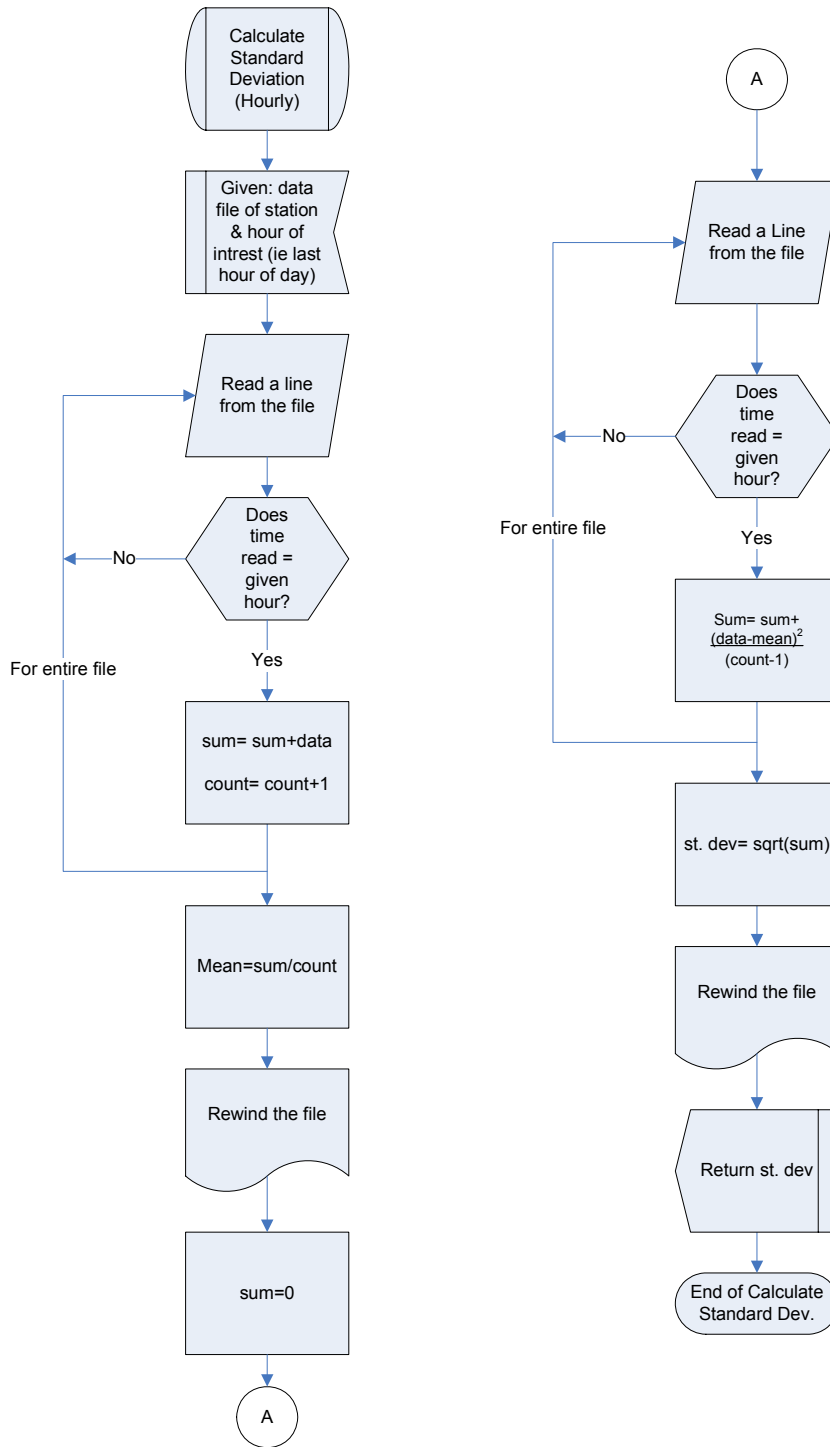 Calculate
Standard
Deviation
(Hourly)
Given: data
file of station
& hour of
intrest (ie last
hour of day)
Read a line
from the file
Does
time
read =
given
hour?
No
For entire file
Yes
sum= sum+data
count= count+1
Mean=sum/count
Rewind the file
sum=0
A
A
Read a Line
from the file
Does
time
read =
given
hour?
No
For entire file
Yes
Sum= sum+
(data-mean)²
(count-1)
st. dev= sqrt(sum)
Rewind the file
Return st. dev
End of Calculate
Standard Dev.